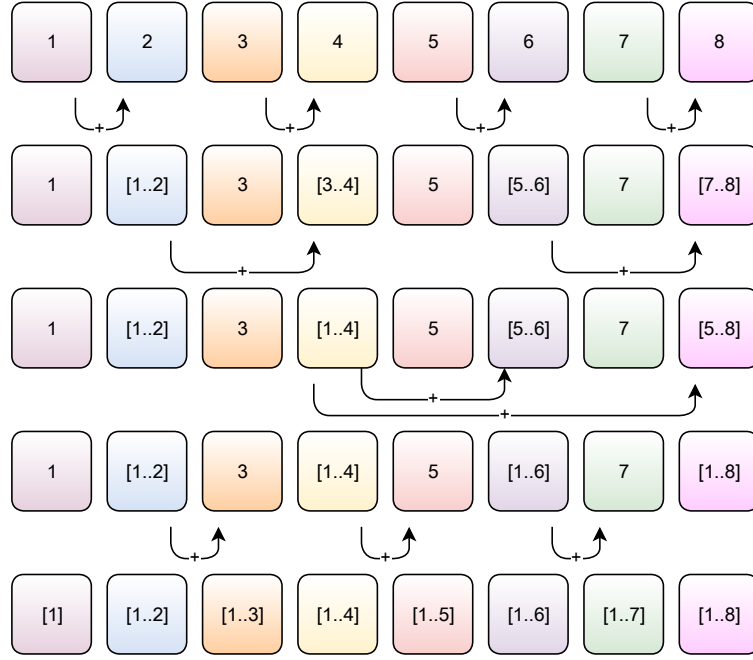 1 2 3 4 5 6 7 8
+ + + +
1 [1..2] 3 [3..4] 5 [5..6] 7 [7..8]
+ +
1 [1..2] 3 [1..4] 5 [5..6] 7 [5..8]
+
+
1 [1..2] 3 [1..4] 5 [1..6] 7 [1..8]
+ + +
[1] [1..2] [1..3] [1..4] [1..5] [1..6] [1..7] [1..8]